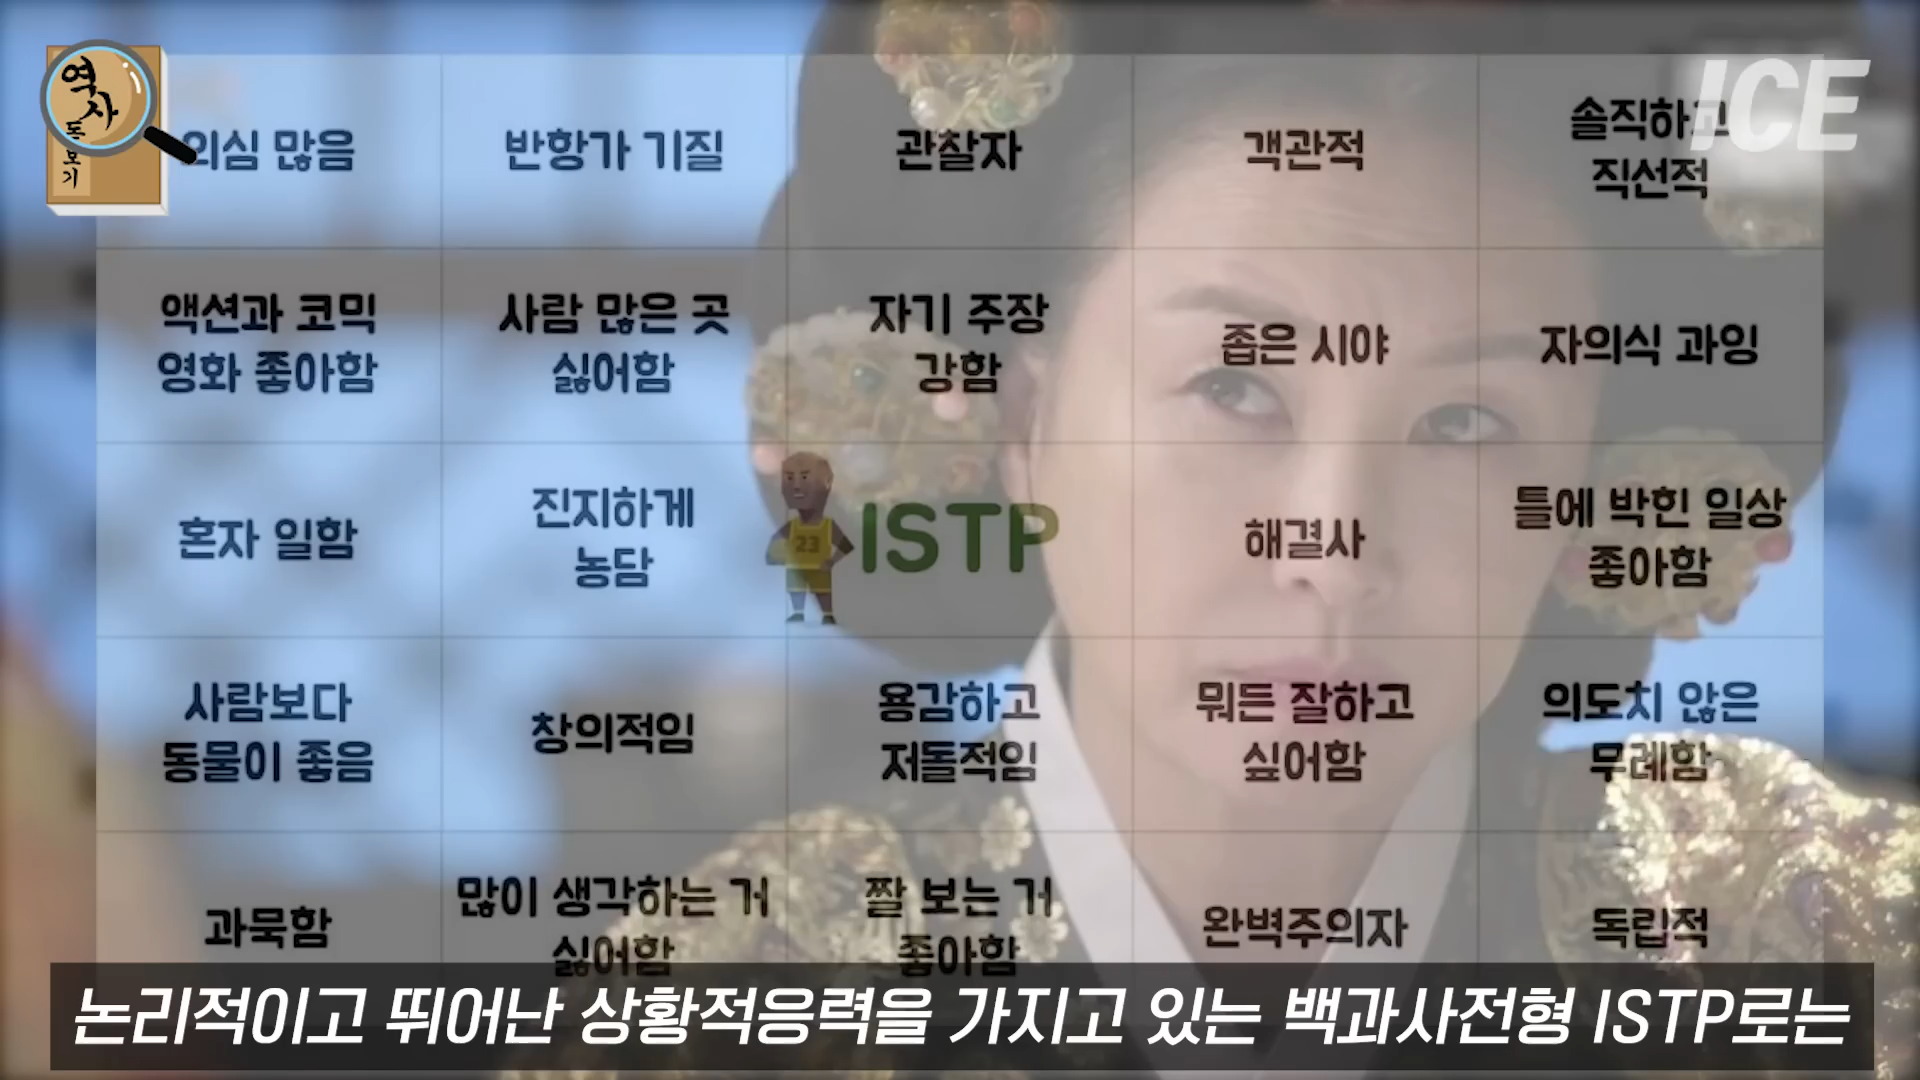 역사
돋보기
ICE
의심 많음
반항가 기질
관찰자
객관적
솔직하고
직선적
액션과 코믹
영화 좋아함
사람 많은 곳
싫어함
자기 주장
강함
좁은 시야
자의식 과잉
혼자 일함
진지하게
농담
23
ISTP
해결사
틀에 박힌 일상
좋아함
사람보다
동물이 좋음
창의적임
용감하고
저돌적임
뭐든 잘하고
싶어함
의도치 않은
무례함
과묵함
많이 생각하는 거
싫어함
짤 보는 거
좋아함
완벽주의자
독립적
논리적이고 뛰어난 상황적응력을 가지고 있는 백과사전형 ISTP로는